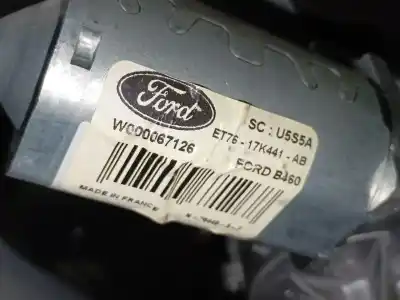 Ford
SC : U5S5A
ET76 - 17K441 - AB
W000067126
FORD B460
MADE IN FRANCE